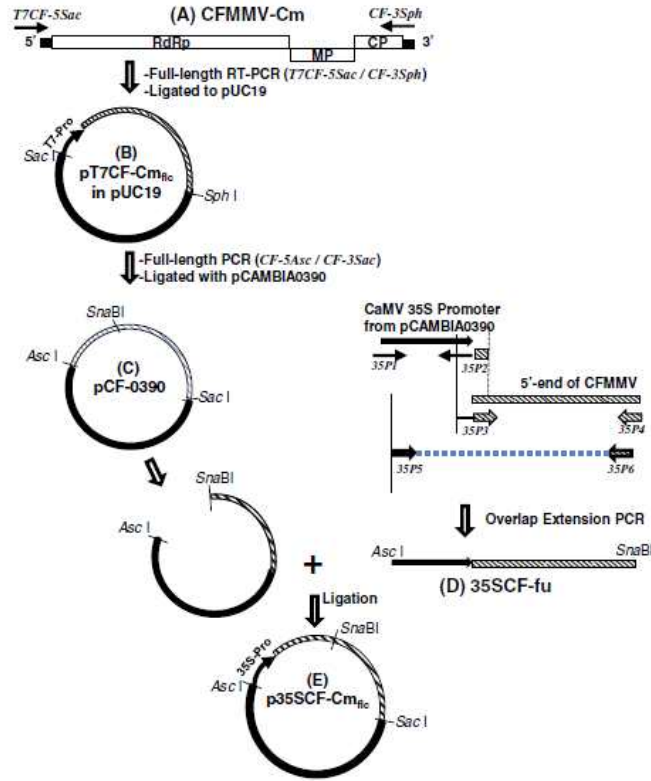 T7CF-5Sac (A) CFMMV-Cm CF-3Sph
5' RdRp MP CP 3'
-Full-length RT-PCR (T7CF-5Sac / CF-3Sph)
-Ligated to pUC19
T7-Pro
Sac I
(B)
pT7CF-Cmflc
in pUC19
Sph I
-Full-length PCR (CF-5Asc / CF-3Sac)
-Ligated with pCAMBIA0390
SnaBI
Asc I
(C)
pCF-0390
Sac I
CaMV 35S Promoter
from pCAMBIA0390
35P1 35P2
5'-end of CFMMV
35P3 35P4
35P5 35P6
Overlap Extension PCR
SnaBI
Asc I
+
Asc I SnaBI
(D) 35SCF-fu
Ligation
SnaBI
35S-Pro
Asc I
(E)
p35SCF-Cmflc
Sac I